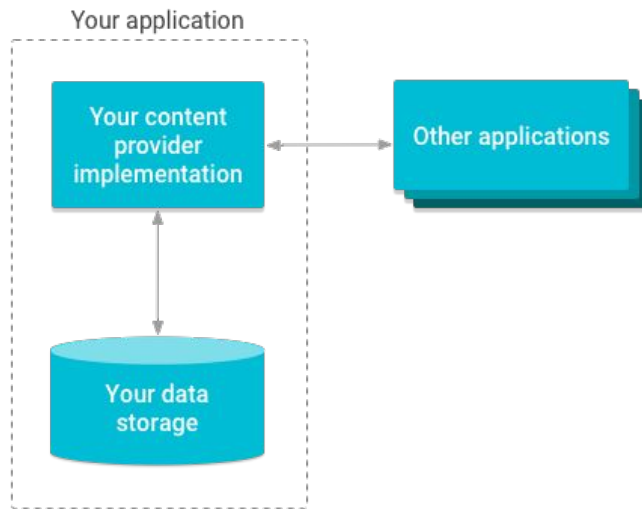 Your application
Your content
provider
implementation
Other applications
Your data
storage